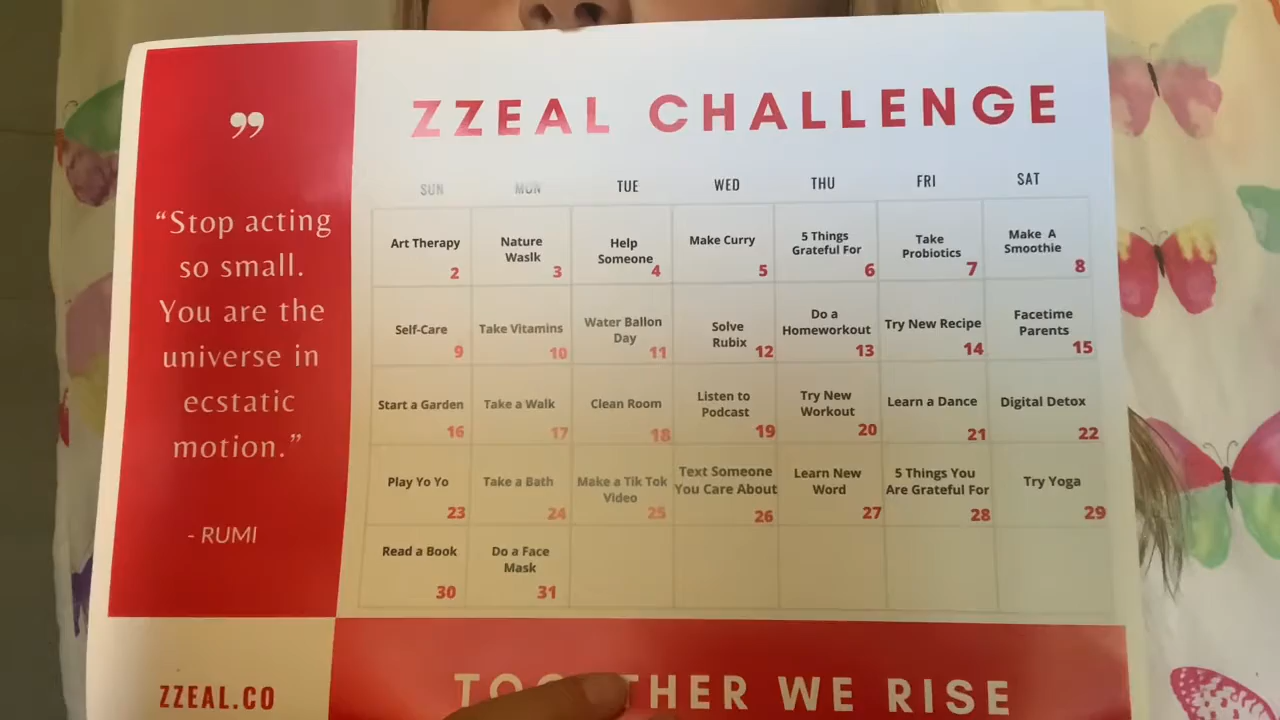 ”
“Stop acting
so small.
You are the
universe in
ecstatic
motion.”
- RUMI
ZZEAL.CO
ZZEAL CHALLENGE
SUN MON TUE WED THU FRI SAT
Art Therapy
2
Nature
Waslk
3
Help
Someone
4
Make Curry
5
5 Things
Grateful For
6
Take
Probiotics
7
Make A
Smoothie
8
Self-Care
9
Take Vitamins
10
Water Ballon
Day
11
Solve
Rubix
12
Do a
Homeworkout
13
Try New Recipe
14
Facetime
Parents
15
Start a Garden
16
Take a Walk
17
Clean Room
18
Listen to
Podcast
19
Try New
Workout
20
Learn a Dance
21
Digital Detox
22
Play Yo Yo
23
Take a Bath
24
Make a Tik Tok
Video
25
Text Someone
You Care About
26
Learn New
Word
27
5 Things You
Are Grateful For
28
Try Yoga
29
Read a Book
30
Do a Face
Mask
31
TOGETHER WE RISE